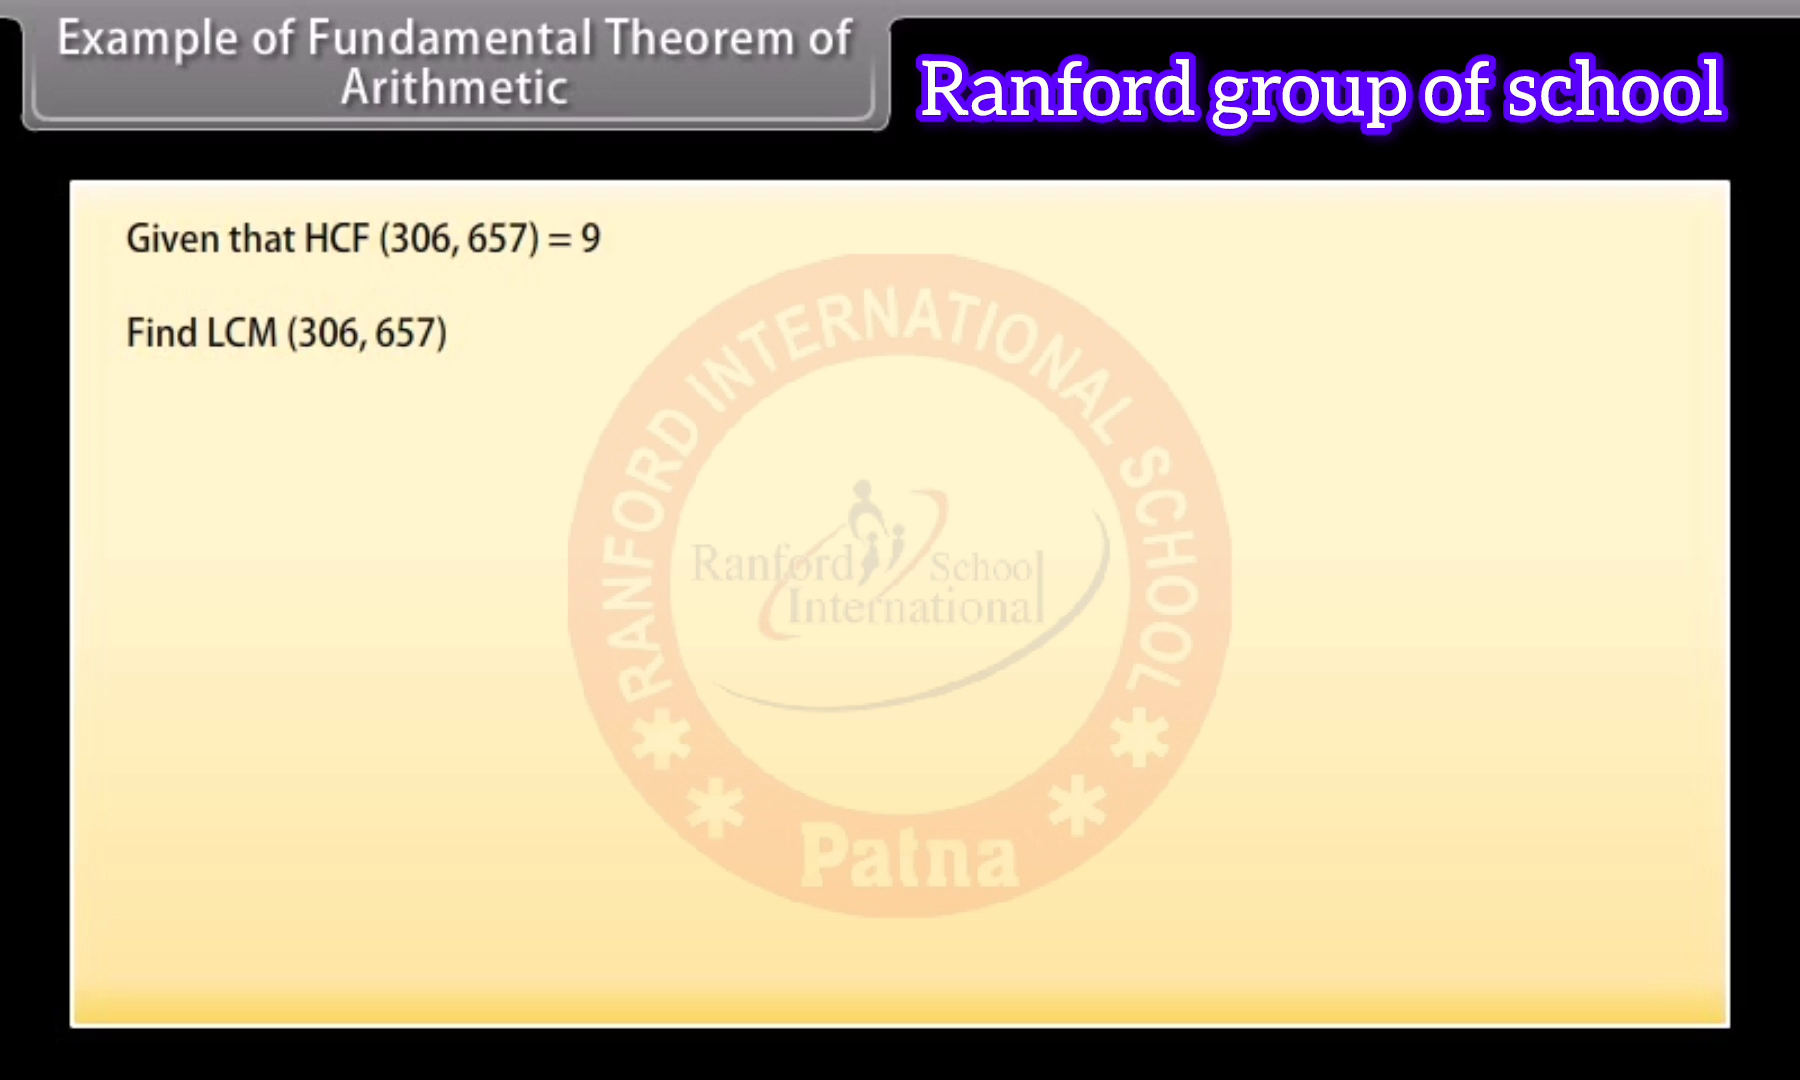 Example of Fundamental Theorem of
Arithmetic
Ranford group of school
Given that HCF (306, 657) = 9
Find LCM (306, 657)
RANFORD INTERNATIONAL SCHOOL
Ranford School
International
Patna